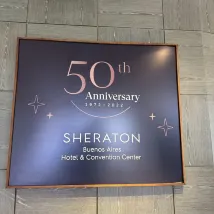 50th
Anniversary
1972 - 2022
SHERATON
Buenos Aires
Hotel & Convention Center